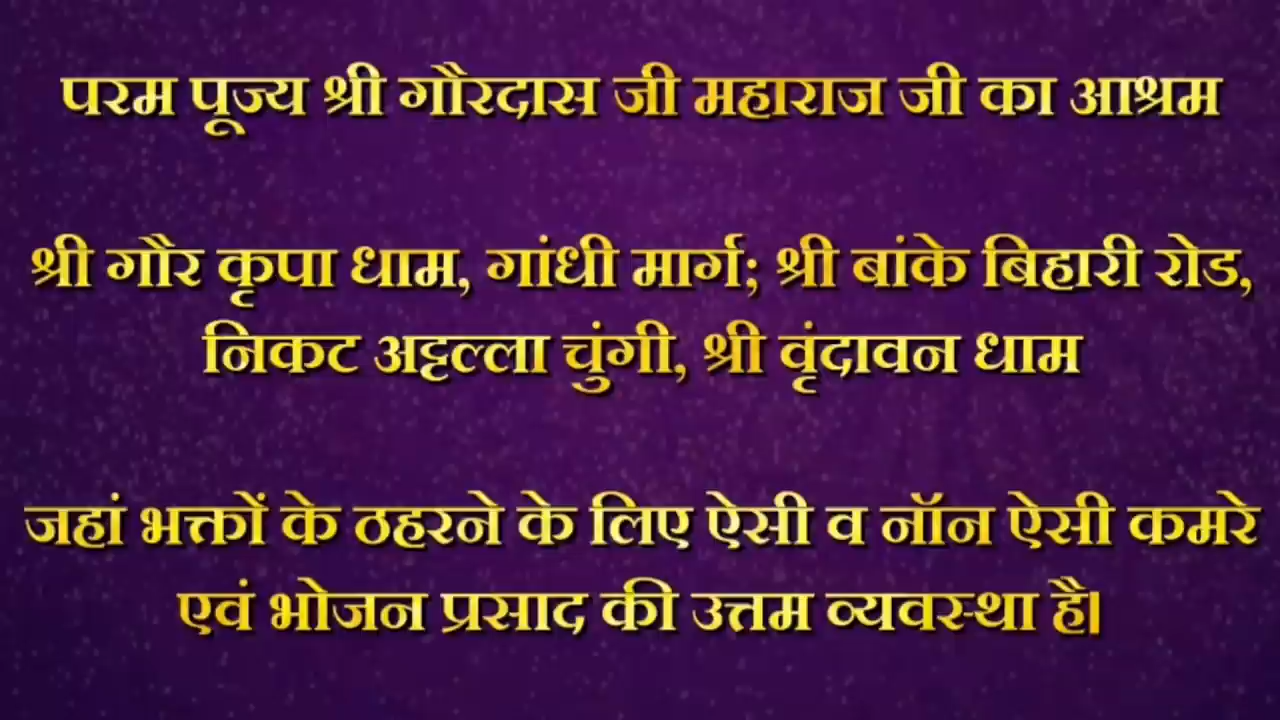 परम पूज्य श्री गौरदास जी महाराज जी का आश्रम
श्री गौर कृपा धाम, गांधी मार्ग; श्री बांके बिहारी रोड,
निकट अट्टल्ला चुंगी, श्री वृंदावन धाम
जहां भक्तों के ठहरने के लिए ऐसी व नॉन ऐसी कमरे
एवं भोजन प्रसाद की उत्तम व्यवस्था है।